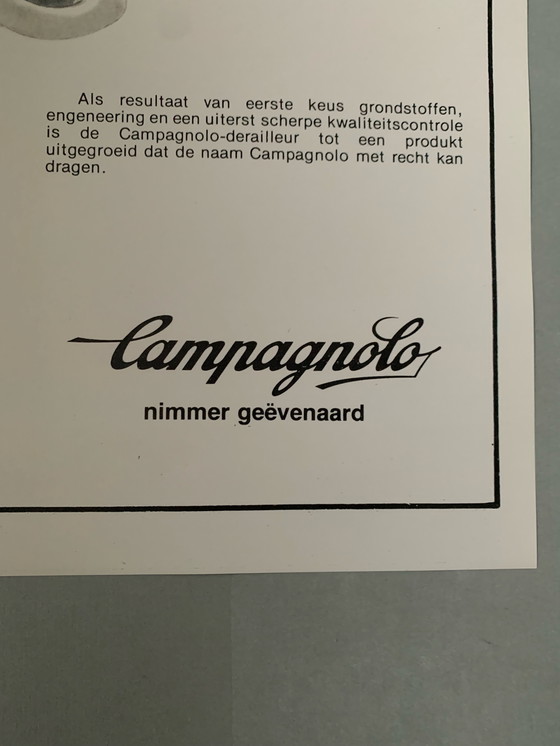 Als resultaat van eerste keus grondstoffen,
engeneering en een uiterst scherpe kwaliteitscontrole
is de Campagnolo-derailleur tot een produkt
uitgegroeid dat de naam Campagnolo met recht kan
dragen.
Campagnolo
nimmer geëvenaard